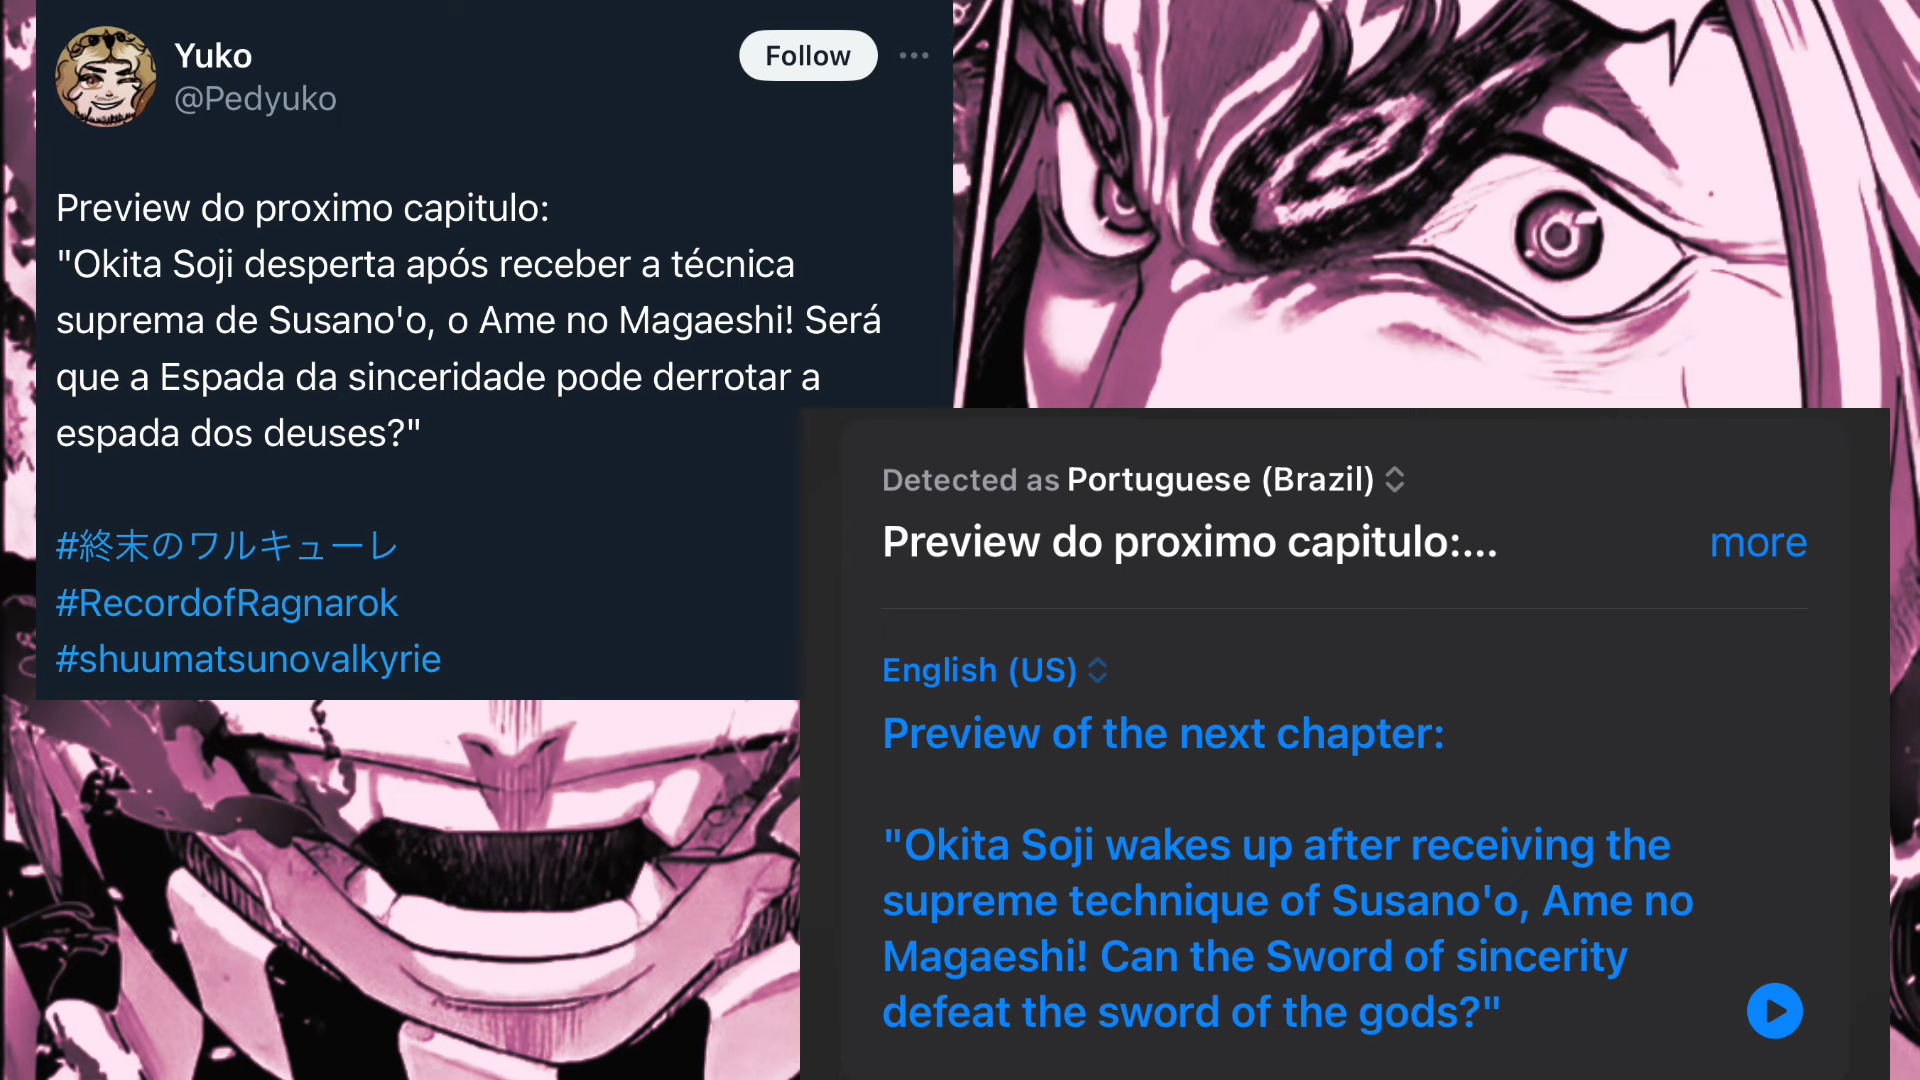 Yuko
@Pedyuko
Follow
Preview do proximo capitulo:
"Okita Soji desperta após receber a técnica
suprema de Susano'o, o Ame no Magaeshi! Será
que a Espada da sinceridade pode derrotar a
espada dos deuses?"
#終末のワルキューレ
#RecordofRagnarok
#shuumatsunovalkyrie
Detected as Portuguese (Brazil)
Preview do proximo capitulo:...
more
English (US)
Preview of the next chapter:
"Okita Soji wakes up after receiving the
supreme technique of Susano'o, Ame no
Magaeshi! Can the Sword of sincerity
defeat the sword of the gods?"